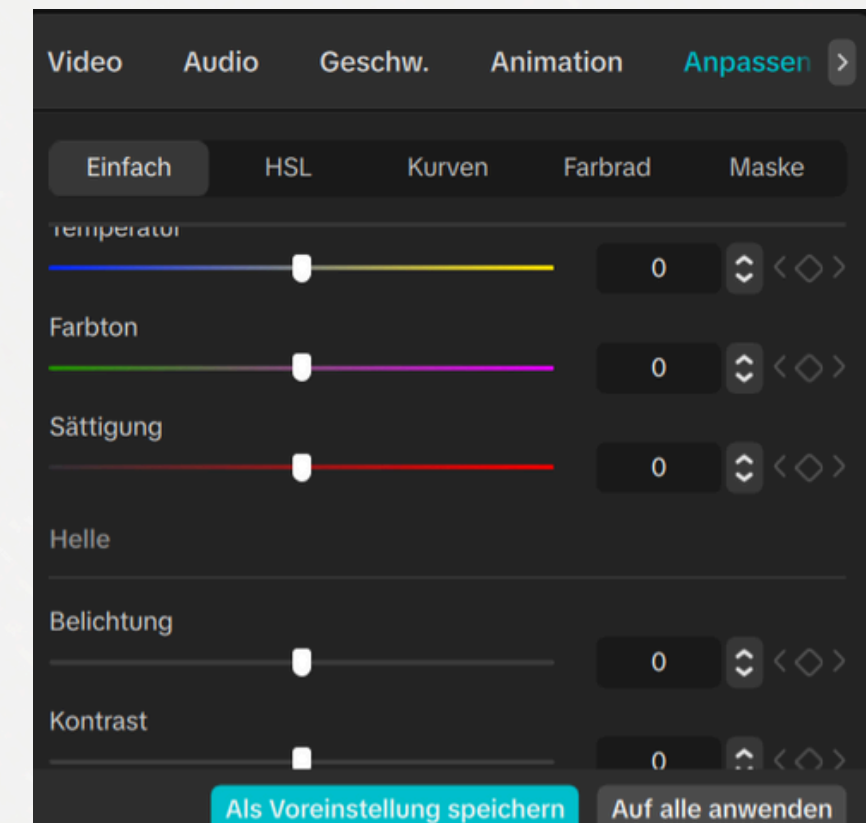 Video Audio Geschw. Animation Anpassen
Einfach HSL Kurven Farbrad Maske
Temperatur
0
Farbton
0
Sättigung
0
Helle
Belichtung
0
Kontrast
0
Als Voreinstellung speichern Auf alle anwenden